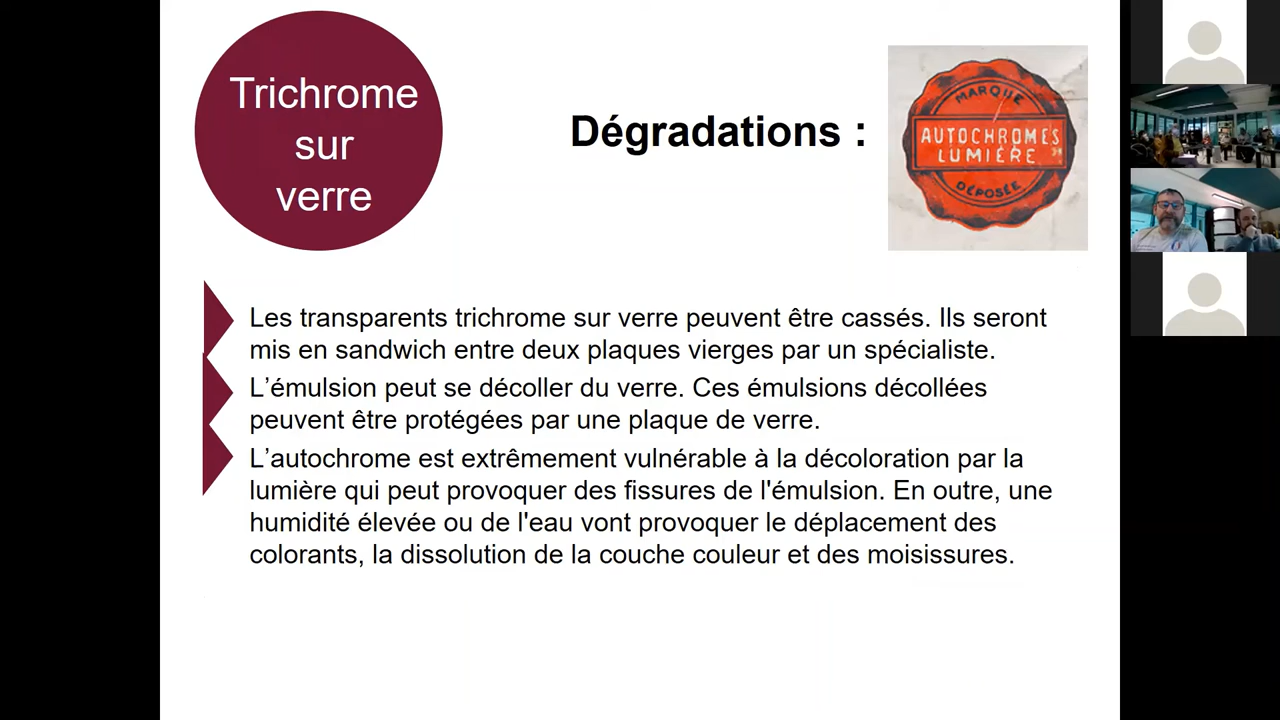 Trichrome
sur
verre
Dégradations :
MARQUE
AUTOCHROMES
LUMIÈRE
DÉPOSÉE
Les transparents trichrome sur verre peuvent être cassés. Ils seront
mis en sandwich entre deux plaques vierges par un spécialiste.
L’émulsion peut se décoller du verre. Ces émulsions décollées
peuvent être protégées par une plaque de verre.
L’autochrome est extrêmement vulnérable à la décoloration par la
lumière qui peut provoquer des fissures de l'émulsion. En outre, une
humidité élevée ou de l'eau vont provoquer le déplacement des
colorants, la dissolution de la couche couleur et des moisissures.